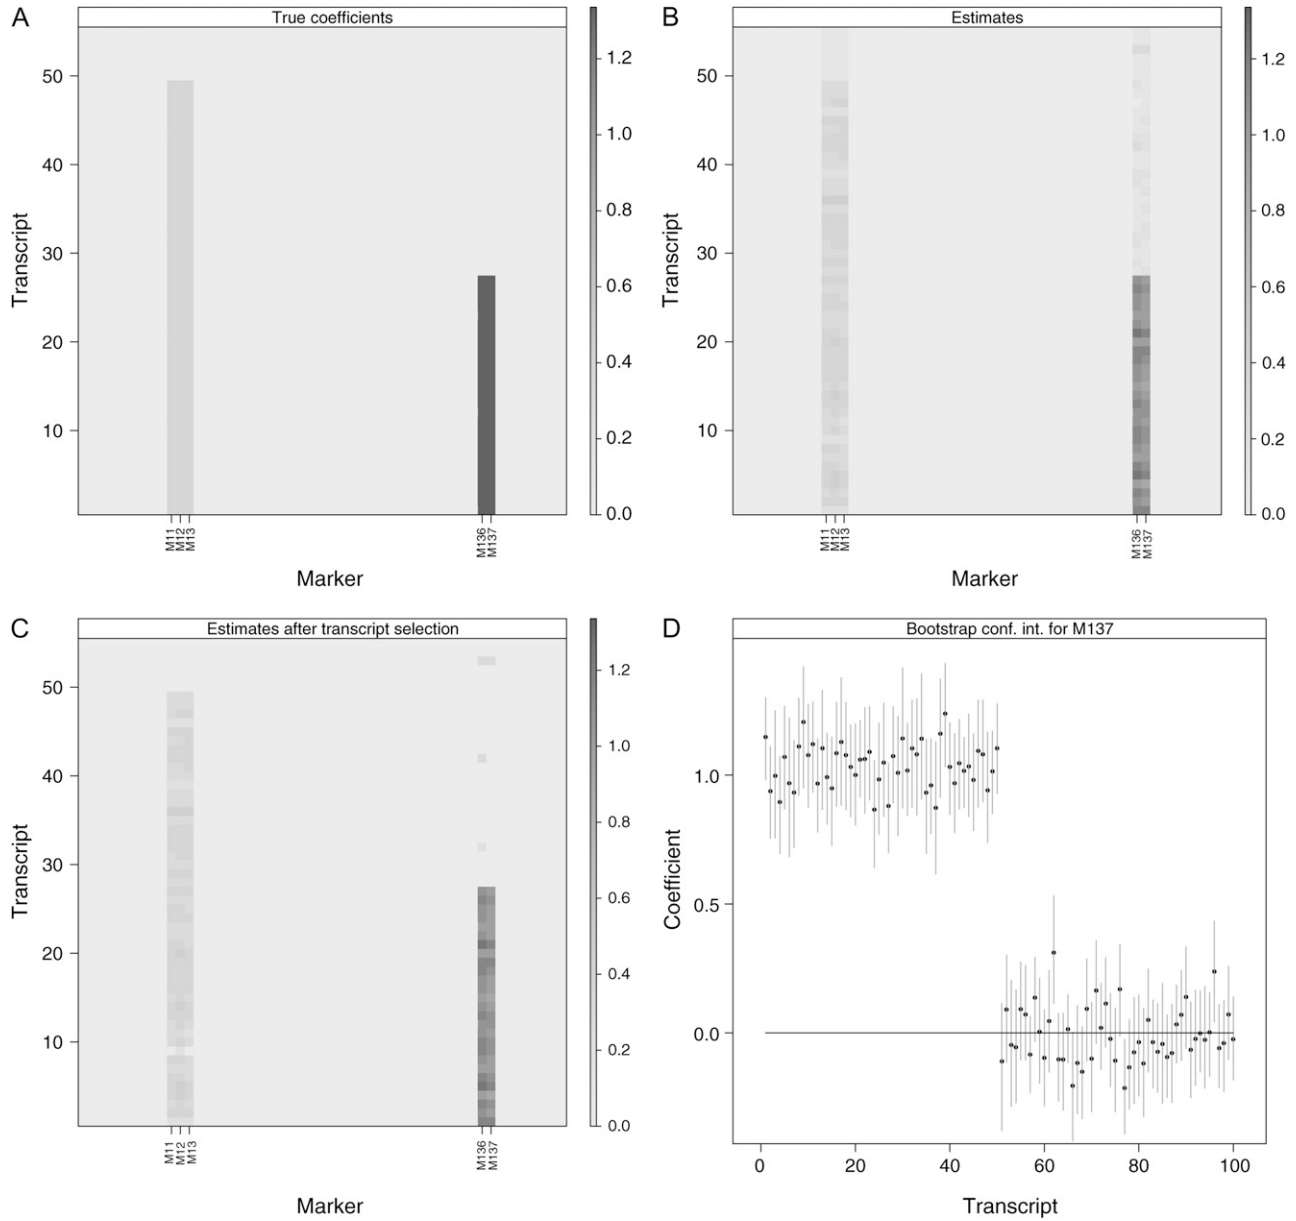 A
True coefficients
Transcript
50
40
30
20
10
1.2
1.0
0.8
0.6
0.4
0.2
0.0
M11
M12
M13
M136
M137
Marker
B
Estimates
Transcript
50
40
30
20
10
1.2
1.0
0.8
0.6
0.4
0.2
0.0
M11
M12
M13
M136
M137
Marker
C
Estimates after transcript selection
Transcript
50
40
30
20
10
1.2
1.0
0.8
0.6
0.4
0.2
0.0
M11
M12
M13
M136
M137
Marker
D
Bootstrap conf. int. for M137
Coefficient
1.0
0.5
0.0
0
20
40
60
80
100
Transcript